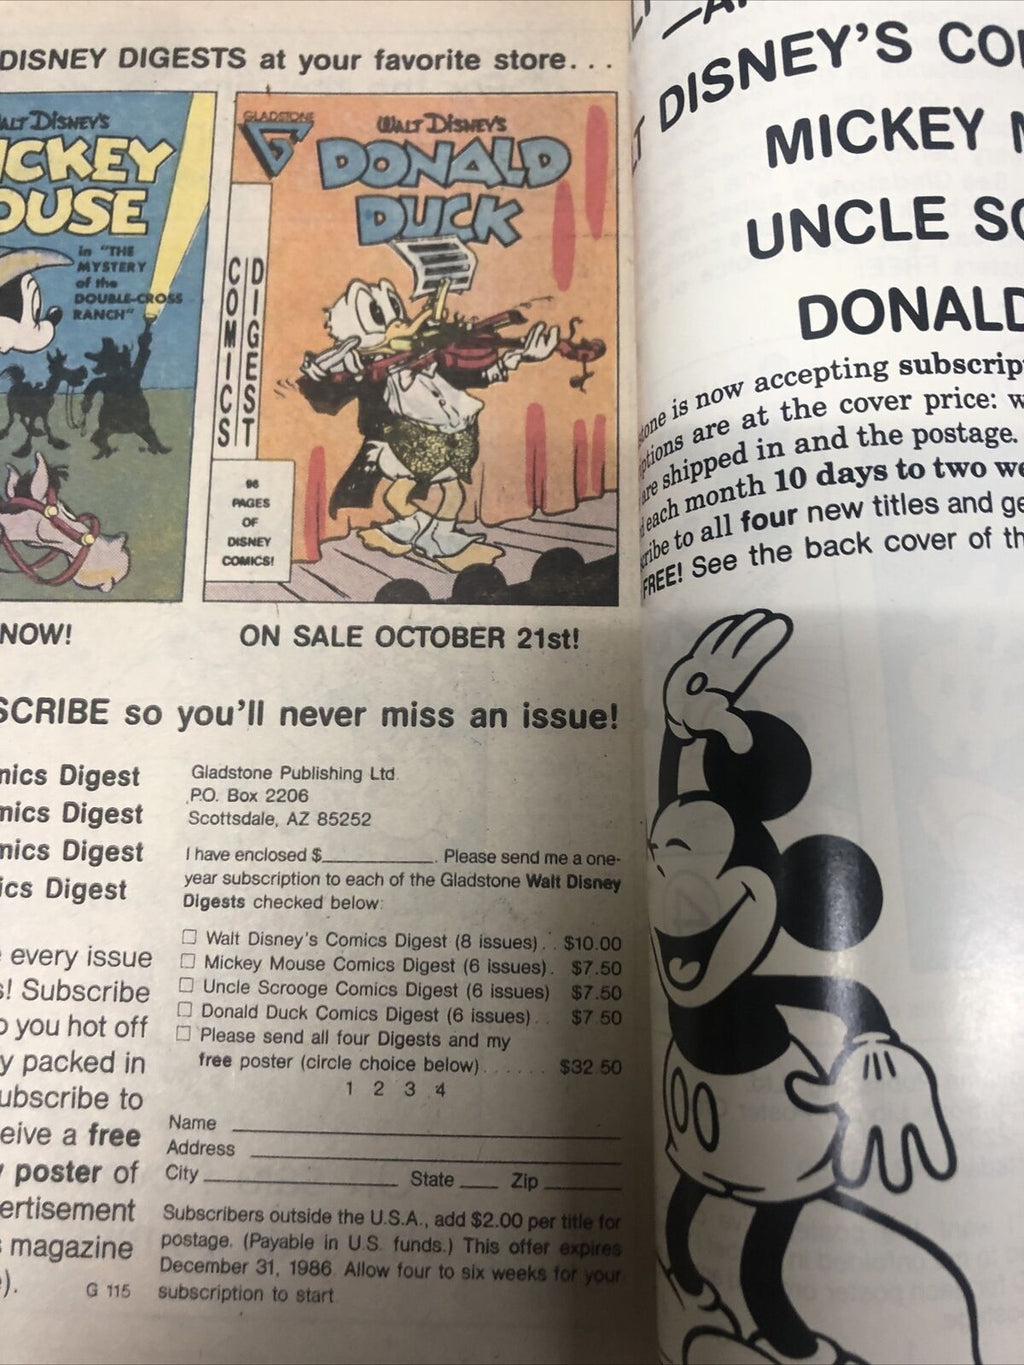 DISNEY DIGESTS at your favorite store...
WALT DISNEY'S
MICKEY
MOUSE
in "THE
MYSTERY
of the
DOUBLE-CROSS
RANCH"
GLADSTONE
WALT DISNEY'S
DONALD
DUCK
COMICS
DIGEST
96
PAGES
OF
DISNEY
COMICS!
NOW!
ON SALE OCTOBER 21st!
SCRIBE so you'll never miss an issue!
mics Digest
mics Digest
mics Digest
ics Digest
every issue
s! Subscribe
o you hot off
y packed in
ubscribe to
eive a free
poster of
ertisement
magazine
).
G 115
Gladstone Publishing Ltd.
P.O. Box 2206
Scottsdale, AZ 85252
I have enclosed $__________. Please send me a one-
year subscription to each of the Gladstone Walt Disney
Digests checked below:
☐ Walt Disney's Comics Digest (8 issues).. $10.00
☐ Mickey Mouse Comics Digest (6 issues). $7.50
☐ Uncle Scrooge Comics Digest (6 issues) $7.50
☐ Donald Duck Comics Digest (6 issues)... $7.50
☐ Please send all four Digests and my
free poster (circle choice below)....... $32.50
1 2 3 4
Name
Address
City State Zip
Subscribers outside the U.S.A., add $2.00 per title for
postage. (Payable in U.S. funds.) This offer expires
December 31, 1986. Allow four to six weeks for your
subscription to start.
DISNEY'S CO
MICKEY M
UNCLE SC
DONALD
one is now accepting subscrip
ptions are at the cover price: w
are shipped in and the postage.
each month 10 days to two we
ribe to all four new titles and ge
FREE! See the back cover of th